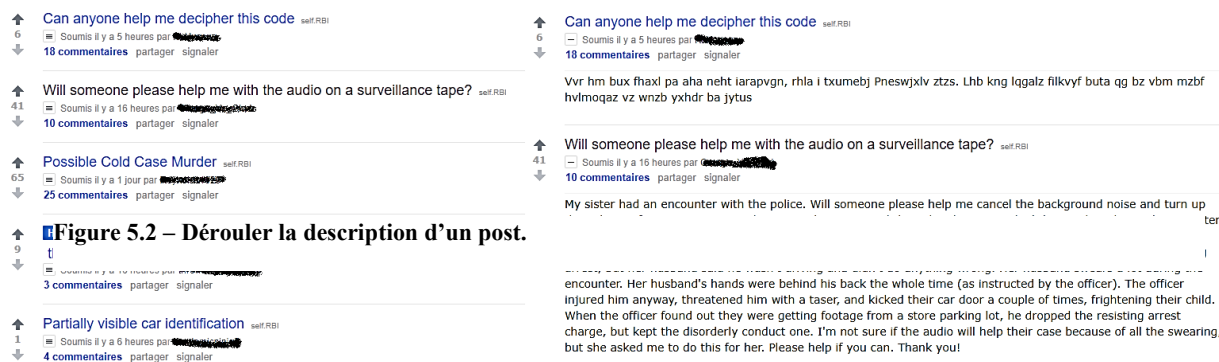 Can anyone help me decipher this code self.RBI
6
Soumis il y a 5 heures par
18 commentaires partager signaler
Will someone please help me with the audio on a surveillance tape? self.RBI
41
Soumis il y a 16 heures par
10 commentaires partager signaler
Possible Cold Case Murder self.RBI
65
Soumis il y a 1 jour par
25 commentaires partager signaler
9
3 commentaires partager signaler
Partially visible car identification self.RBI
1
Soumis il y a 6 heures par
4 commentaires partager signaler
Figure 5.2 – Dérouler la description d’un post.
Can anyone help me decipher this code self.RBI
6
Soumis il y a 5 heures par
18 commentaires partager signaler
Vvr hm bux fhaxl pa aha neht iarapvgn, rhla i txumebj Pneswjxlv ztzs. Lhb kng lqgalz filkvyf buta qg bz vbm mzbf
hvlmoqaz vz wnzb yxhdr ba jytus
Will someone please help me with the audio on a surveillance tape? self.RBI
41
Soumis il y a 16 heures par
10 commentaires partager signaler
My sister had an encounter with the police. Will someone please help me cancel the background noise and turn up
encounter. Her husband's hands were behind his back the whole time (as instructed by the officer). The officer
injured him anyway, threatened him with a taser, and kicked their car door a couple of times, frightening their child.
When the officer found out they were getting footage from a store parking lot, he dropped the resisting arrest
charge, but kept the disorderly conduct one. I'm not sure if the audio will help their case because of all the swearing,
but she asked me to do this for her. Please help if you can. Thank you!